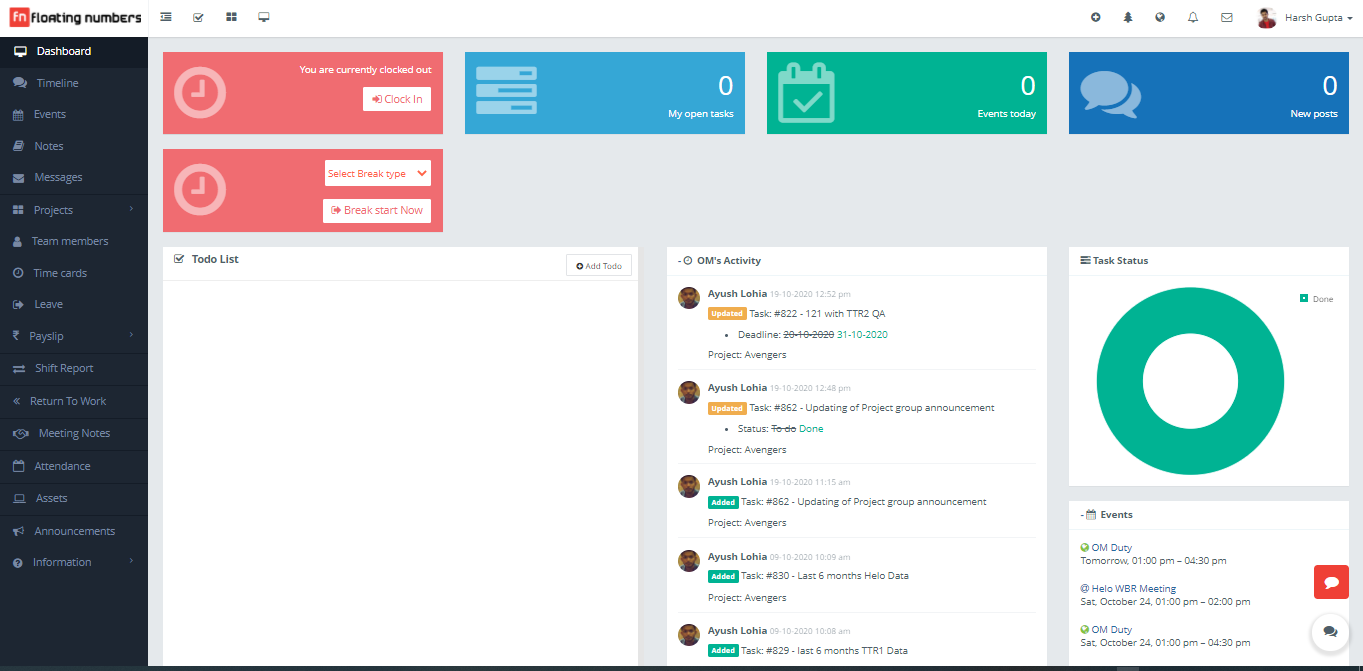 fn floating numbers
Harsh Gupta
Dashboard
Timeline
Events
Notes
Messages
Projects
Team members
Time cards
Leave
Payslip
Shift Report
Return To Work
Meeting Notes
Attendance
Assets
Announcements
Information
You are currently clocked out
Clock In
0
My open tasks
0
Events today
0
New posts
Select Break type
Break start Now
Todo List
Add Todo
- OM's Activity
Ayush Lohia 19-10-2020 12:52 pm
Updated Task: #822 - 121 with TTR2 QA
• Deadline: 20-10-2020 31-10-2020
Project: Avengers
Ayush Lohia 19-10-2020 12:48 pm
Updated Task: #862 - Updating of Project group announcement
• Status: To do Done
Project: Avengers
Ayush Lohia 19-10-2020 11:15 am
Added Task: #862 - Updating of Project group announcement
Project: Avengers
Ayush Lohia 09-10-2020 10:09 am
Added Task: #830 - Last 6 months Helo Data
Project: Avengers
Ayush Lohia 09-10-2020 10:08 am
Added Task: #829 - last 6 months TTR1 Data
Task Status
Done
- Events
OM Duty
Tomorrow, 01:00 pm – 04:30 pm
@ Helo WBR Meeting
Sat, October 24, 01:00 pm – 02:00 pm
OM Duty
Sat, October 24, 01:00 pm – 04:30 pm